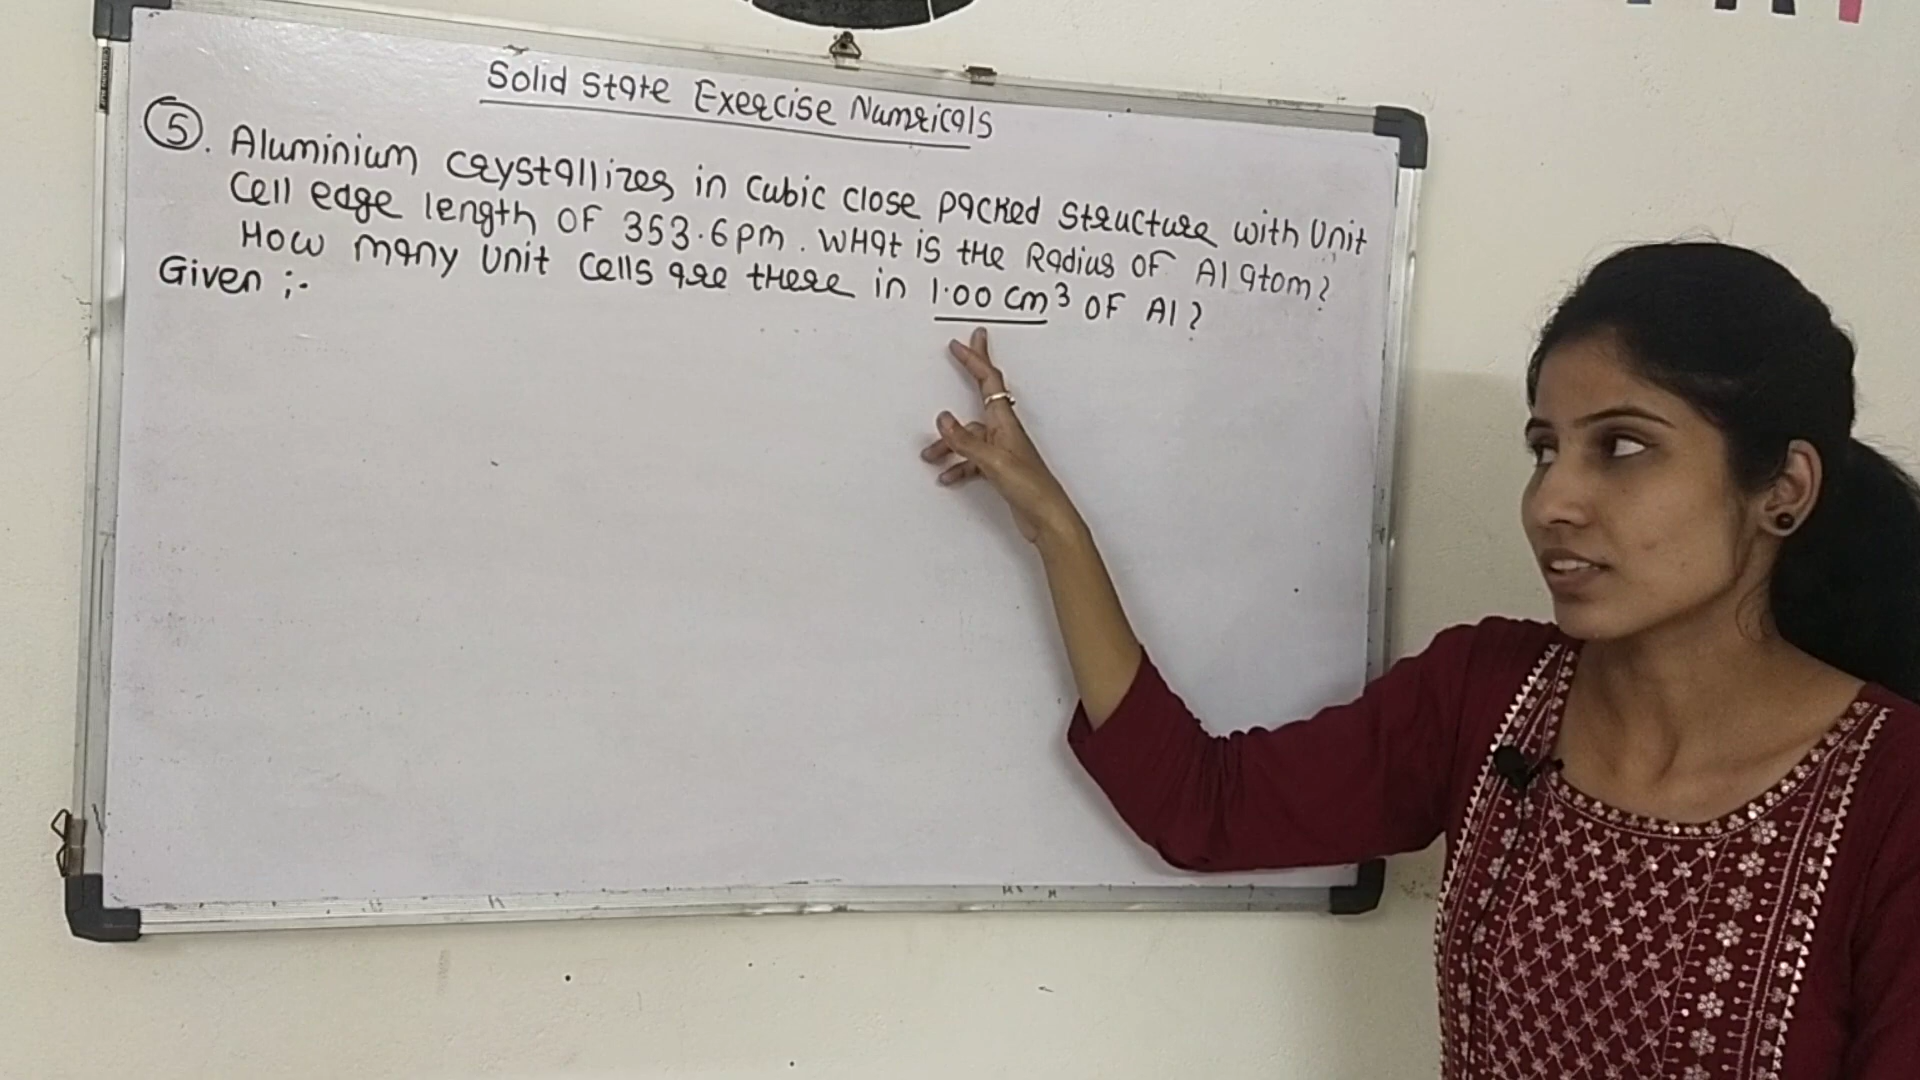 Solid State Exercise Numericals
5. Aluminium crystallizes in cubic close packed structure with Unit
Cell edge length of 353.6 pm. What is the Radius of Al atom?
How many unit cells are there in 1.00 cm³ of Al?
Given :-